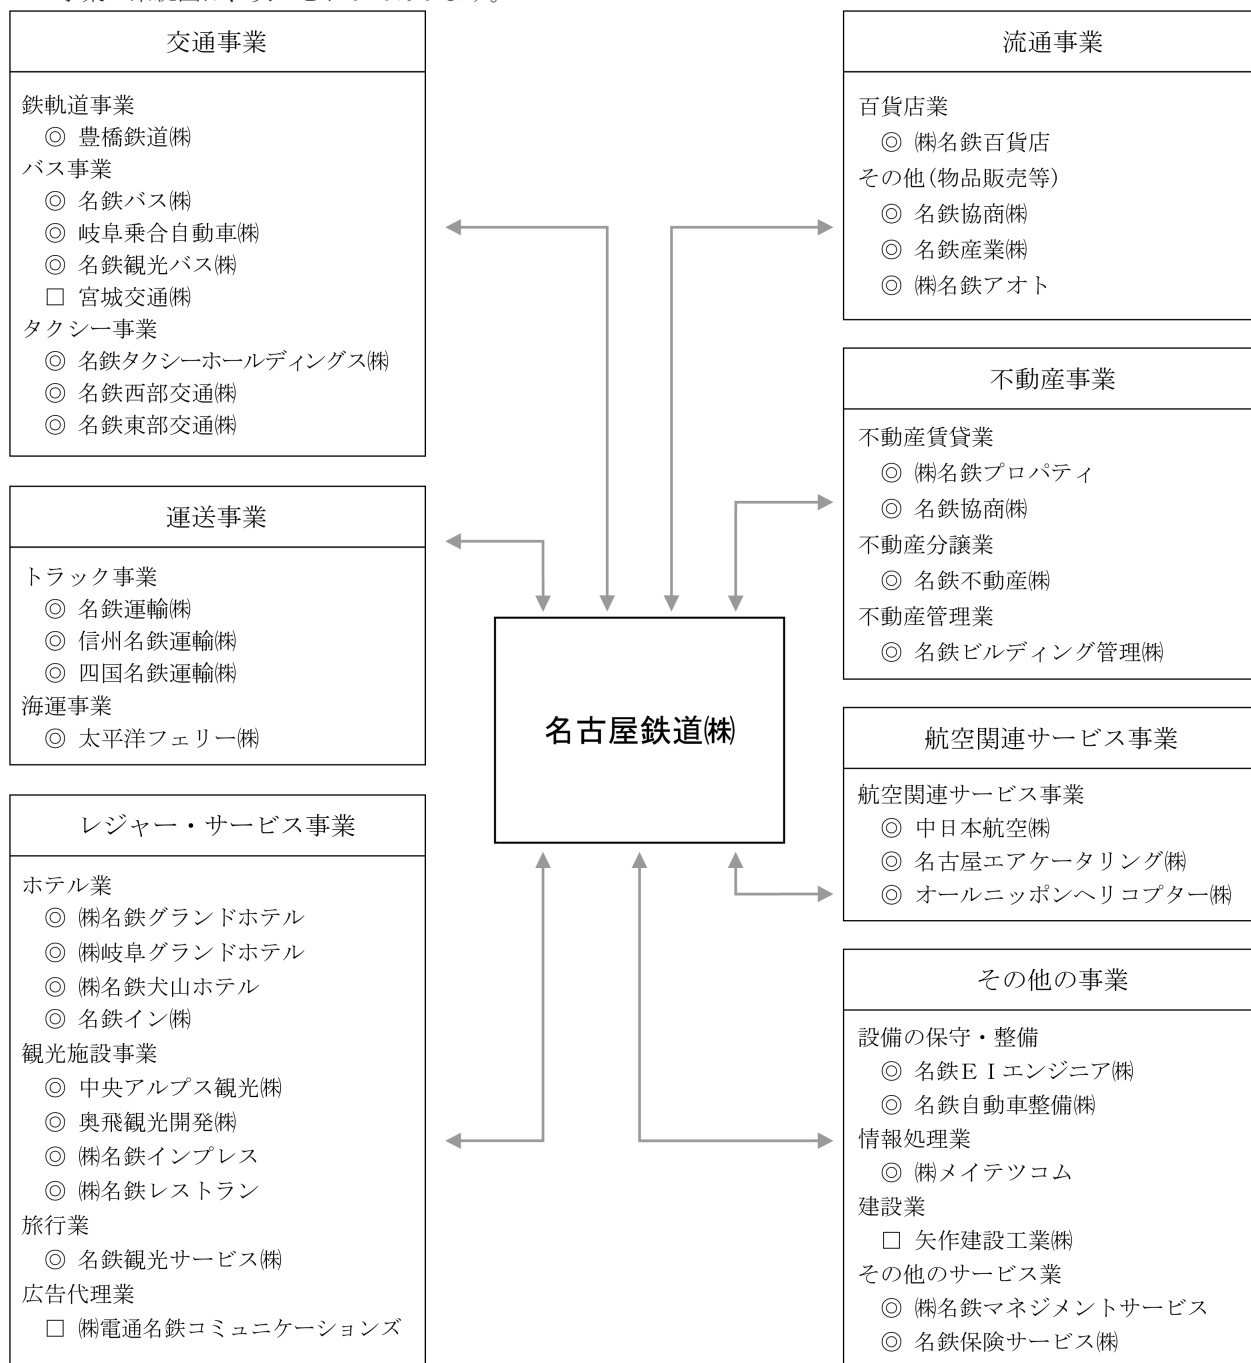 交通事業
鉄軌道事業
◎ 豊橋鉄道㈱
バス事業
◎ 名鉄バス㈱
◎ 岐阜乗合自動車㈱
◎ 名鉄観光バス㈱
□ 宮城交通㈱
タクシー事業
◎ 名鉄タクシーホールディングス㈱
◎ 名鉄西部交通㈱
◎ 名鉄東部交通㈱
運送事業
トラック事業
◎ 名鉄運輸㈱
◎ 信州名鉄運輸㈱
◎ 四国名鉄運輸㈱
海運事業
◎ 太平洋フェリー㈱
レジャー・サービス事業
ホテル業
◎ ㈱名鉄グランドホテル
◎ ㈱岐阜グランドホテル
◎ ㈱名鉄犬山ホテル
◎ 名鉄イン㈱
観光施設事業
◎ 中央アルプス観光㈱
◎ 奥飛観光開発㈱
◎ ㈱名鉄インプレス
◎ ㈱名鉄レストラン
旅行業
◎ 名鉄観光サービス㈱
広告代理業
□ ㈱電通名鉄コミュニケーションズ
名古屋鉄道㈱
流通事業
百貨店業
◎ ㈱名鉄百貨店
その他(物品販売等)
◎ 名鉄協商㈱
◎ 名鉄産業㈱
◎ ㈱名鉄アオト
不動産事業
不動産賃貸業
◎ ㈱名鉄プロパティ
◎ 名鉄協商㈱
不動産分譲業
◎ 名鉄不動産㈱
不動産管理業
◎ 名鉄ビルディング管理㈱
航空関連サービス事業
航空関連サービス事業
◎ 中日本航空㈱
◎ 名古屋エアケータリング㈱
◎ オールニッポンヘリコプター㈱
その他の事業
設備の保守・整備
◎ 名鉄ＥＩエンジニア㈱
◎ 名鉄自動車整備㈱
情報処理業
◎ ㈱メイテツコム
建設業
□ 矢作建設工業㈱
その他のサービス業
◎ ㈱名鉄マネジメントサービス
◎ 名鉄保険サービス㈱